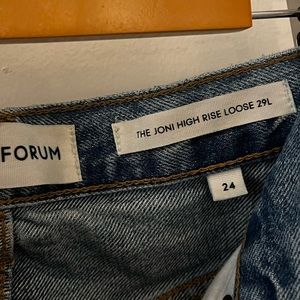 FORUM
THE JONI HIGH RISE LOOSE 29L
24